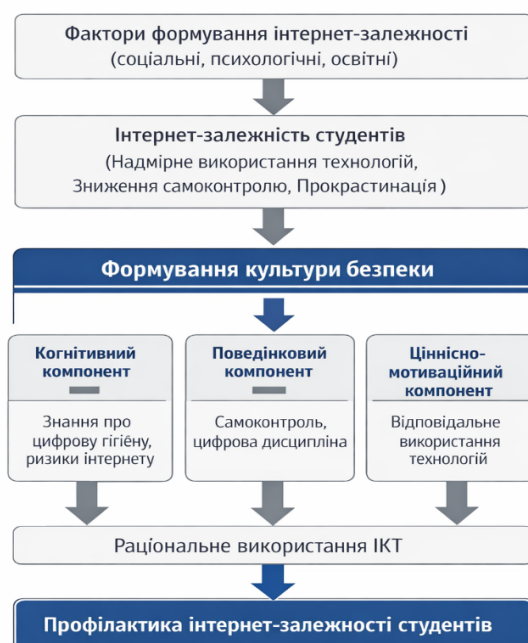 Фактори формування інтернет-залежності
(соціальні, психологічні, освітні)
Інтернет-залежність студентів
(Надмірне використання технологій,
Зниження самоконтролю, Прокрастинація)
Формування культури безпеки
Когнітивний
компонент
Знання про
цифрову гігієну,
ризики інтернету
Поведінковий
компонент
Самоконтроль,
цифрова дисципліна
Ціннісно-
мотиваційний
компонент
Відповідальне
використання
технологій
Раціональне використання ІКТ
Профілактика інтернет-залежності студентів